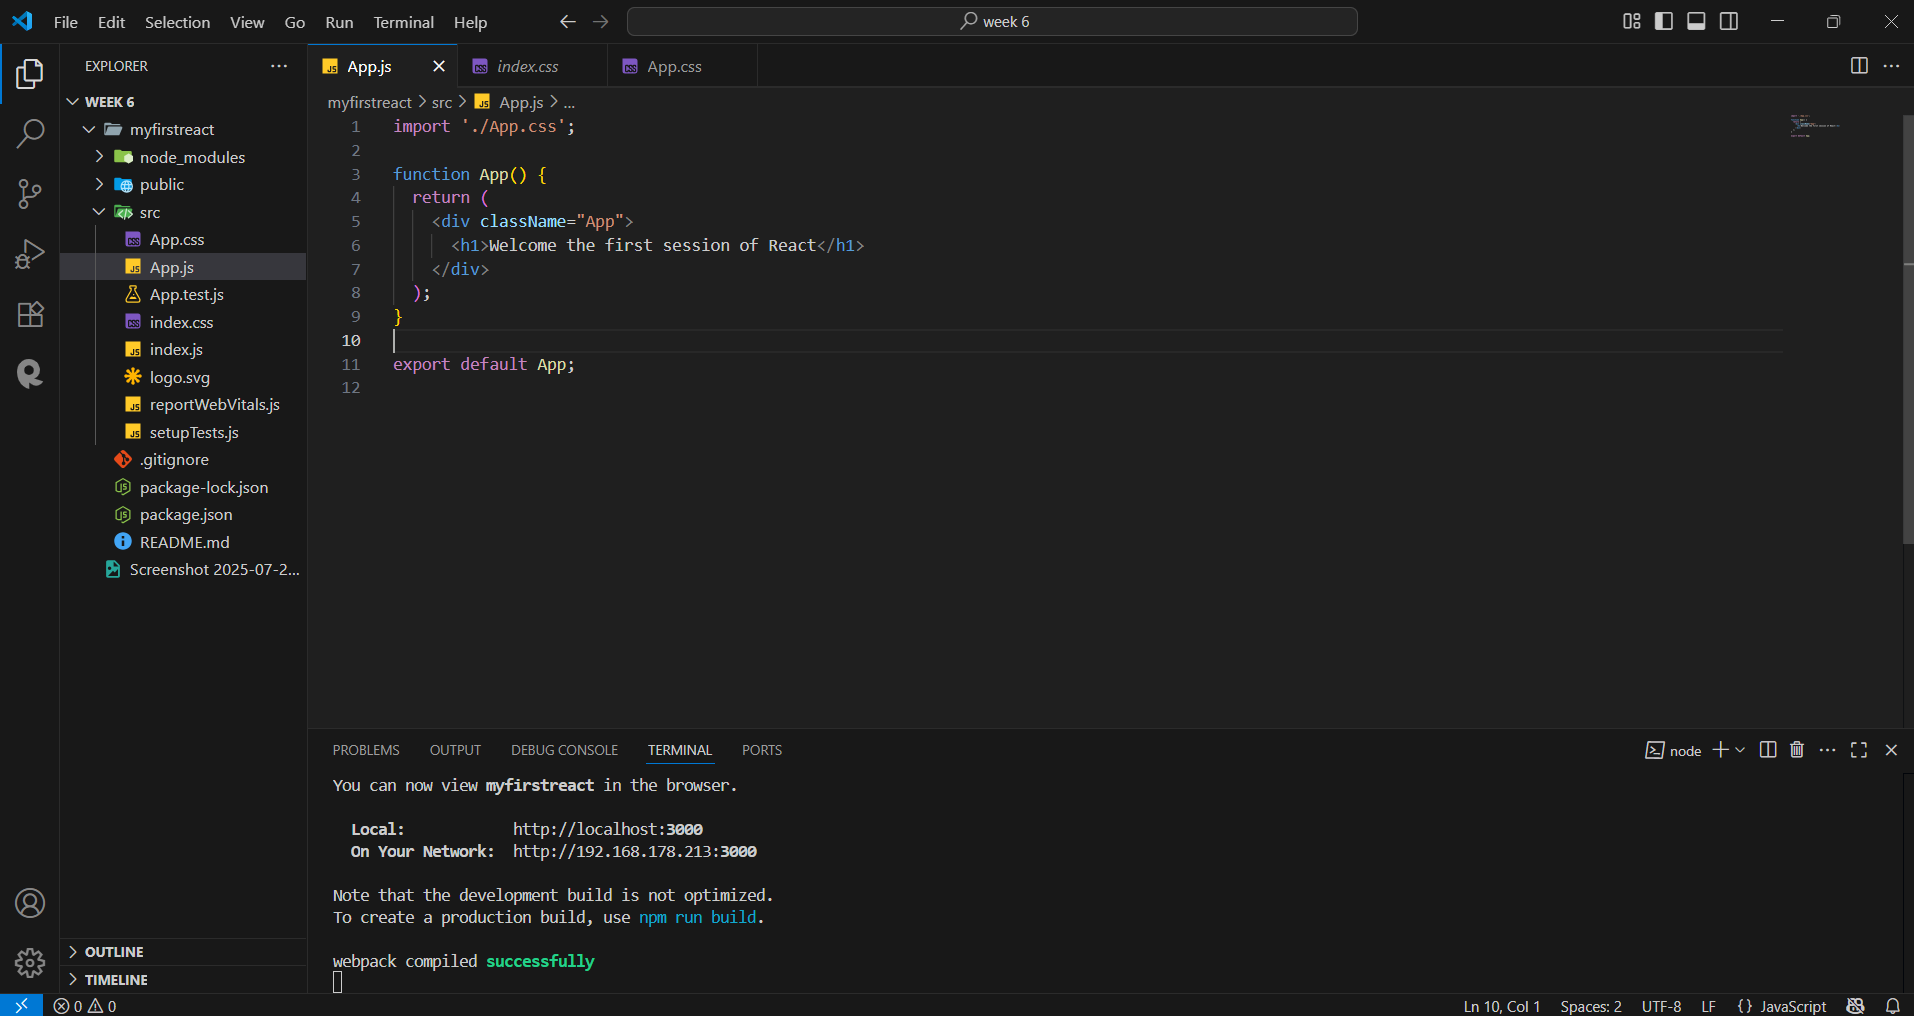 File Edit Selection View Go Run Terminal Help
week 6
EXPLORER
WEEK 6
myfirstreact
node_modules
public
src
App.css
App.js
App.test.js
index.css
index.js
logo.svg
reportWebVitals.js
setupTests.js
.gitignore
package-lock.json
package.json
README.md
Screenshot 2025-07-2...
OUTLINE
TIMELINE
App.js index.css App.css
myfirstreact > src > App.js > ...
1 import './App.css';
2
3 function App() {
4 return (
5 <div className="App">
6 <h1>Welcome the first session of React</h1>
7 </div>
8 );
9 }
10
11 export default App;
12
PROBLEMS OUTPUT DEBUG CONSOLE TERMINAL PORTS
node
You can now view myfirstreact in the browser.
Local: http://localhost:3000
On Your Network: http://192.168.178.213:3000
Note that the development build is not optimized.
To create a production build, use npm run build.
webpack compiled successfully
0 0
Ln 10, Col 1 Spaces: 2 UTF-8 LF {} JavaScript